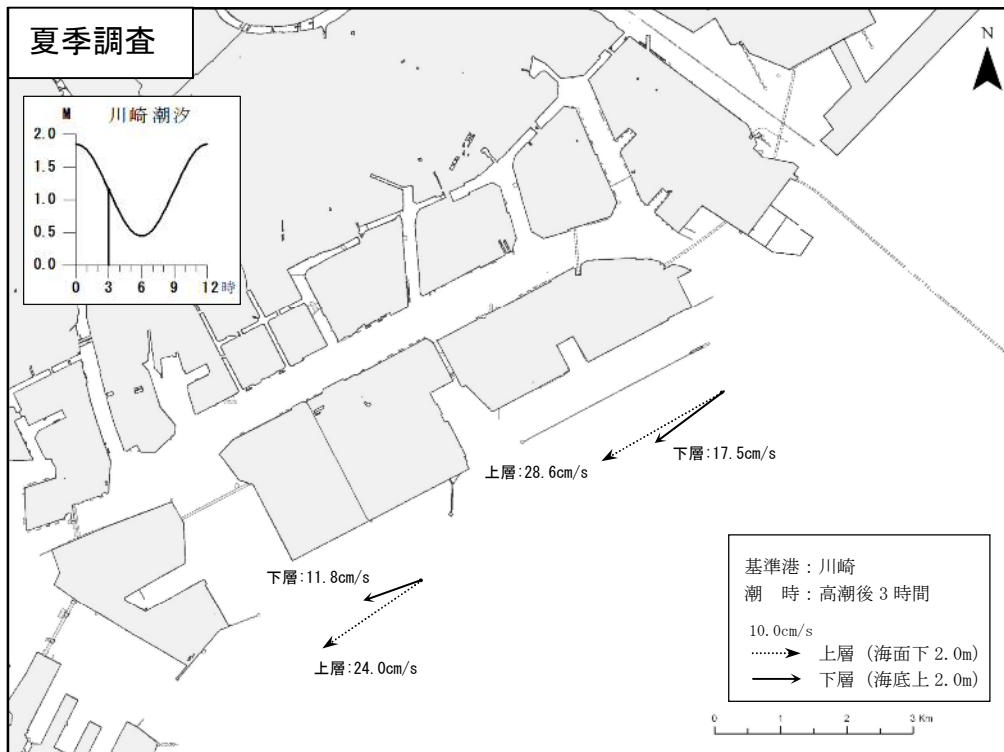 夏季調査
N
M 川崎潮汐
2.0
1.5
1.0
0.5
0.0
0 3 6 9 12時
上層:28.6cm/s
下層:17.5cm/s
下層:11.8cm/s
上層:24.0cm/s
基準港:川崎
潮 時:高潮後3時間
10.0cm/s
上層(海面下2.0m)
下層(海底上2.0m)
0 1 2 3 Km